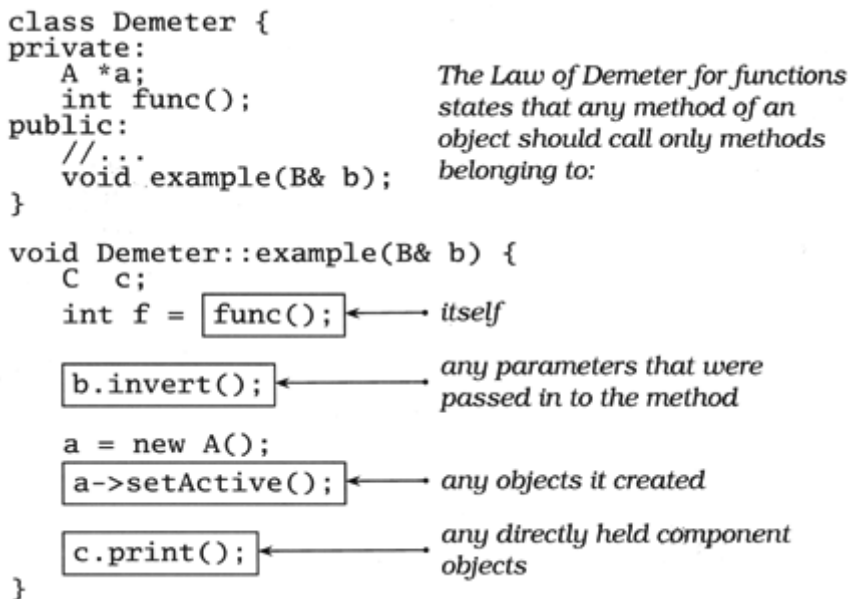 class Demeter {
private:
A *a;
int func();
public:
//...
void example(B& b);
}
The Law of Demeter for functions
states that any method of an
object should call only methods
belonging to:
void Demeter::example(B& b) {
C c;
int f = func();
itself
b.invert();
any parameters that were
passed in to the method
a = new A();
a->setActive();
any objects it created
c.print();
any directly held component
objects
}